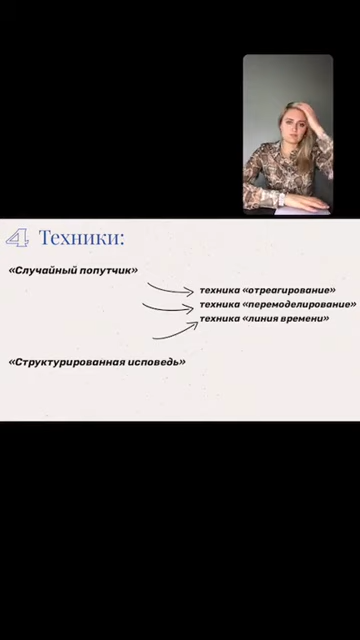 4 Техники:
«Случайный попутчик»
техника «отреагирование»
техника «перемоделирование»
техника «линия времени»
«Структурированная исповедь»